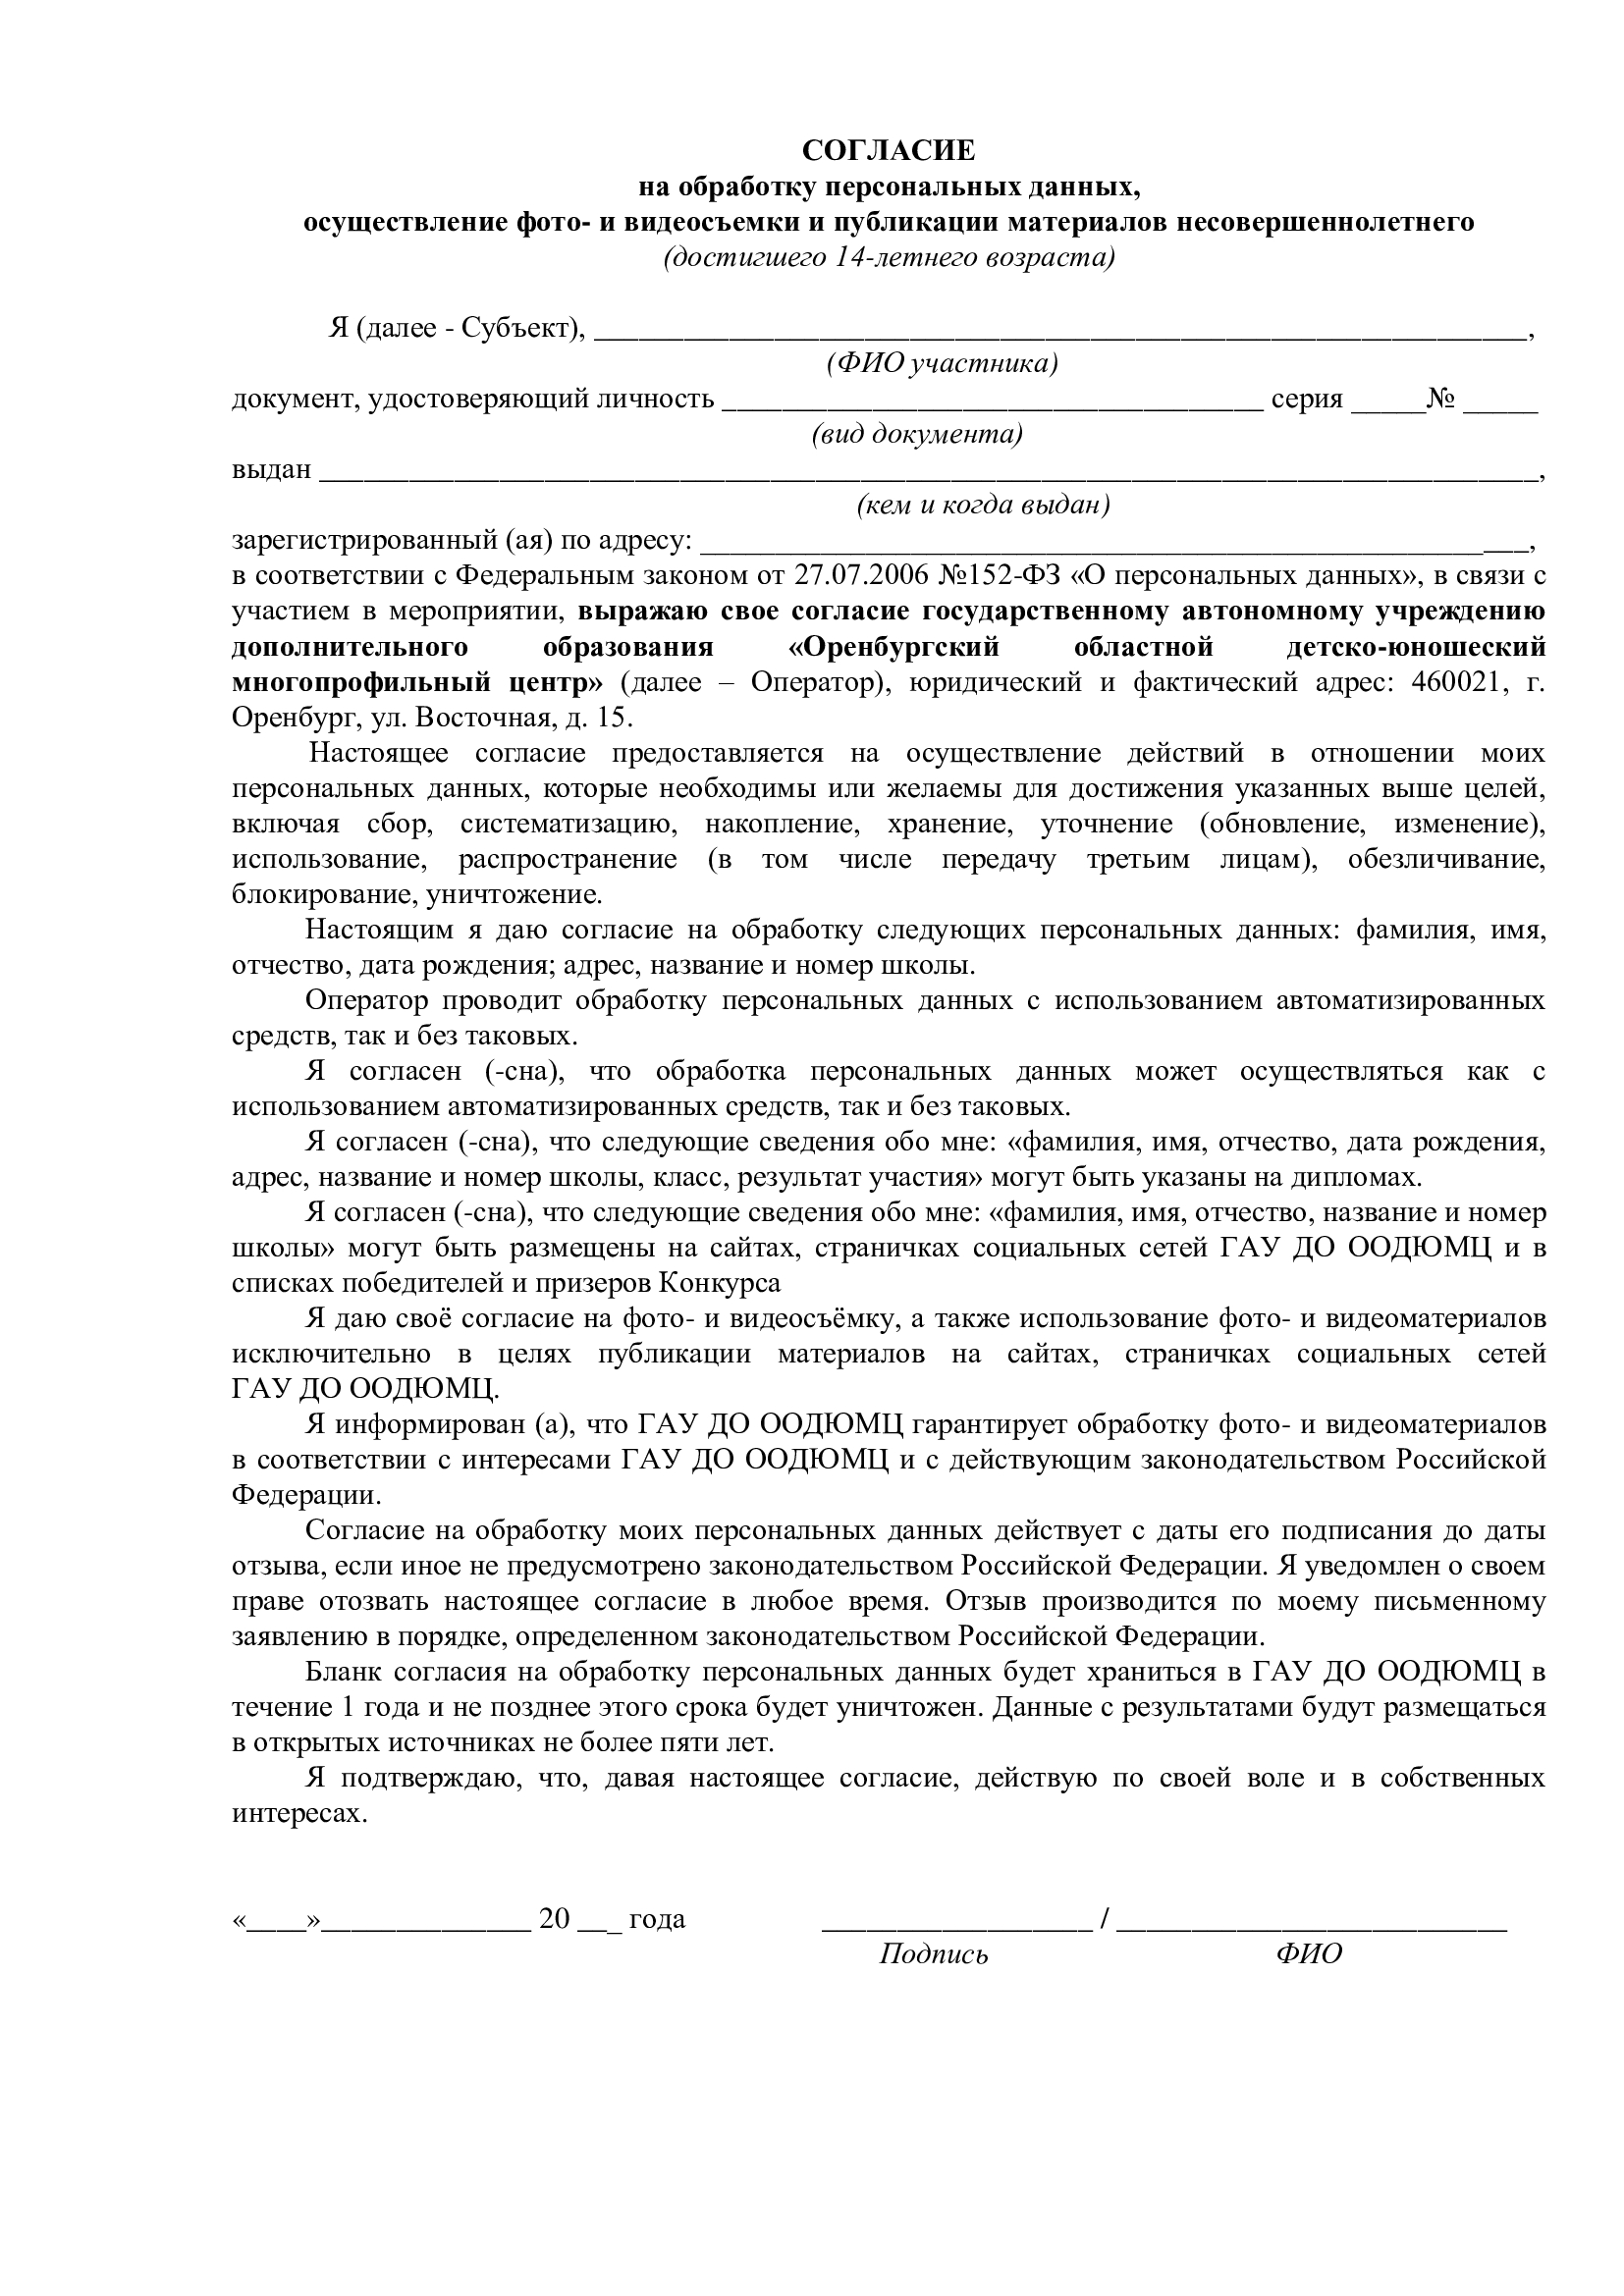 СОГЛАСИЕ
на обработку персональных данных,
осуществление фото- и видеосъемки и публикации материалов несовершеннолетнего
(достигшего 14-летнего возраста)
Я (далее - Субъект), ______________________________________________________________,
(ФИО участника)
документ, удостоверяющий личность ____________________________________ серия _____№ _____
(вид документа)
выдан _________________________________________________________________________________,
(кем и когда выдан)
зарегистрированный (ая) по адресу: _______________________________________________________,
в соответствии с Федеральным законом от 27.07.2006 №152-ФЗ «О персональных данных», в связи с
участием в мероприятии, выражаю свое согласие государственному автономному учреждению
дополнительного образования «Оренбургский областной детско-юношеский
многопрофильный центр» (далее – Оператор), юридический и фактический адрес: 460021, г.
Оренбург, ул. Восточная, д. 15.
Настоящее согласие предоставляется на осуществление действий в отношении моих
персональных данных, которые необходимы или желаемы для достижения указанных выше целей,
включая сбор, систематизацию, накопление, хранение, уточнение (обновление, изменение),
использование, распространение (в том числе передачу третьим лицам), обезличивание,
блокирование, уничтожение.
Настоящим я даю согласие на обработку следующих персональных данных: фамилия, имя,
отчество, дата рождения; адрес, название и номер школы.
Оператор проводит обработку персональных данных с использованием автоматизированных
средств, так и без таковых.
Я согласен (-сна), что обработка персональных данных может осуществляться как с
использованием автоматизированных средств, так и без таковых.
Я согласен (-сна), что следующие сведения обо мне: «фамилия, имя, отчество, дата рождения,
адрес, название и номер школы, класс, результат участия» могут быть указаны на дипломах.
Я согласен (-сна), что следующие сведения обо мне: «фамилия, имя, отчество, название и номер
школы» могут быть размещены на сайтах, страничках социальных сетей ГАУ ДО ООДЮМЦ и в
списках победителей и призеров Конкурса
Я даю своё согласие на фото- и видеосъёмку, а также использование фото- и видеоматериалов
исключительно в целях публикации материалов на сайтах, страничках социальных сетей
ГАУ ДО ООДЮМЦ.
Я информирован (а), что ГАУ ДО ООДЮМЦ гарантирует обработку фото- и видеоматериалов
в соответствии с интересами ГАУ ДО ООДЮМЦ и с действующим законодательством Российской
Федерации.
Согласие на обработку моих персональных данных действует с даты его подписания до даты
отзыва, если иное не предусмотрено законодательством Российской Федерации. Я уведомлен о своем
праве отозвать настоящее согласие в любое время. Отзыв производится по моему письменному
заявлению в порядке, определенном законодательством Российской Федерации.
Бланк согласия на обработку персональных данных будет храниться в ГАУ ДО ООДЮМЦ в
течение 1 года и не позднее этого срока будет уничтожен. Данные с результатами будут размещаться
в открытых источниках не более пяти лет.
Я подтверждаю, что, давая настоящее согласие, действую по своей воле и в собственных
интересах.
«____»______________ 20 ___ года __________________ / __________________________
Подпись ФИО